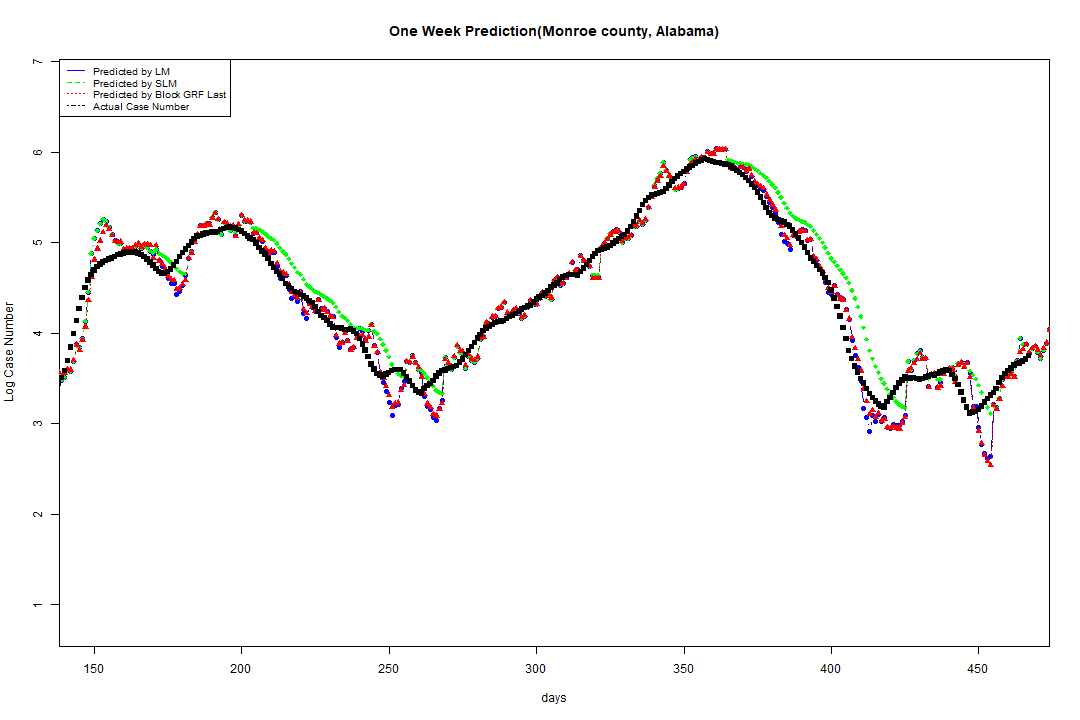 One Week Prediction(Monroe county, Alabama)
Predicted by LM
Predicted by SLM
Predicted by Block GRF Last
Actual Case Number
Log Case Number
7
6
5
4
3
2
1
150 200 250 300 350 400 450
days